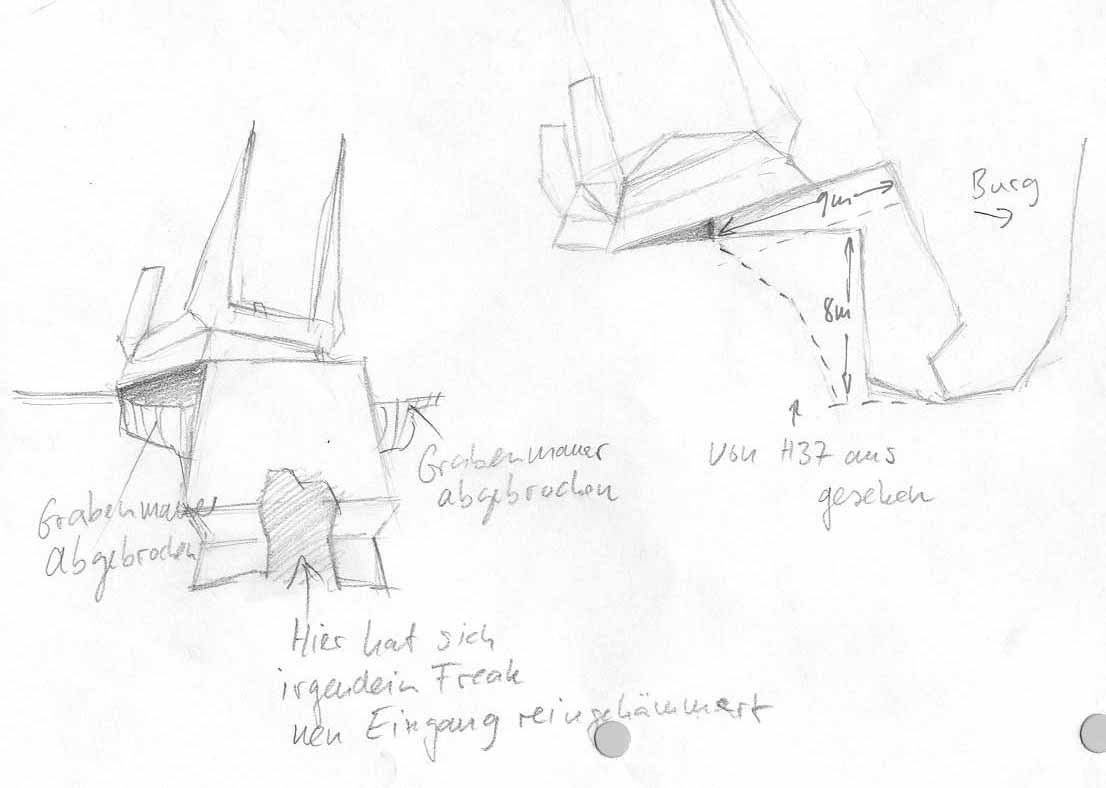 Burg
9m
8m
von H37 aus
gesehen
Grabenmauer
abgebrochen
Grabenmauer
abgebrochen
Hier hat sich
irgendein Freak
nen Eingang reingehämmert